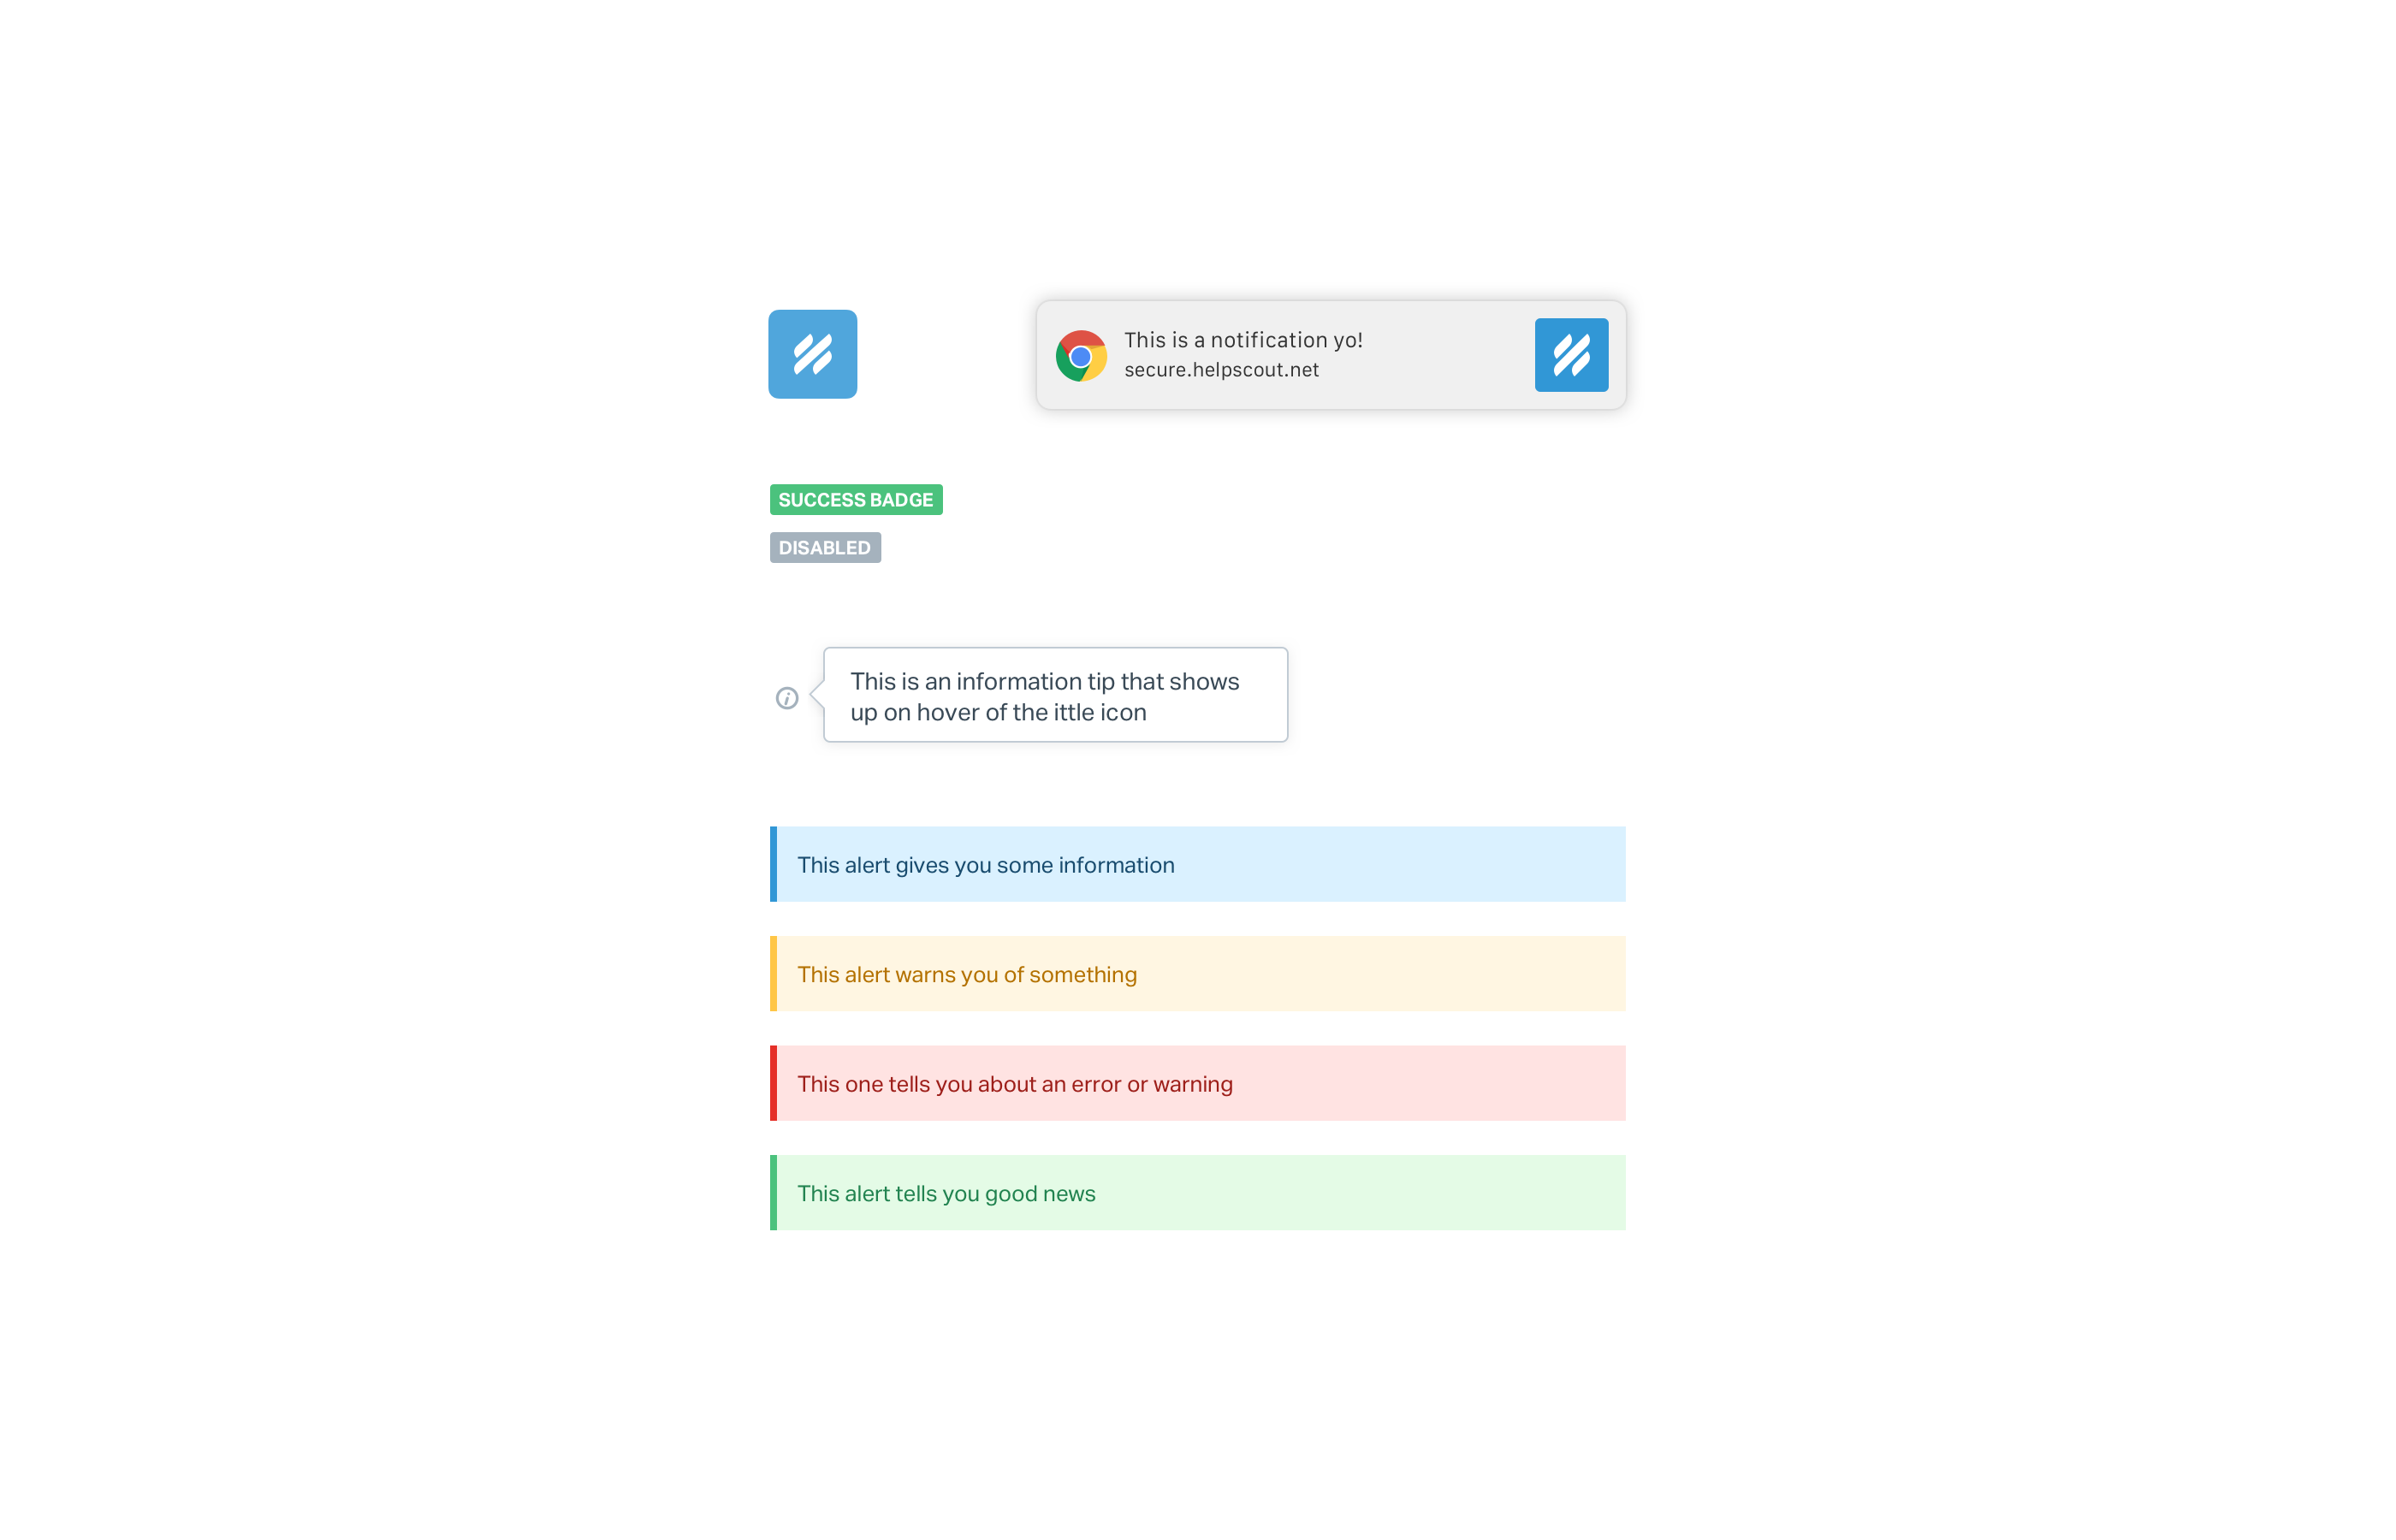 This is a notification yo!
secure.helpscout.net
SUCCESS BADGE
DISABLED
This is an information tip that shows
up on hover of the ittle icon
This alert gives you some information
This alert warns you of something
This one tells you about an error or warning
This alert tells you good news